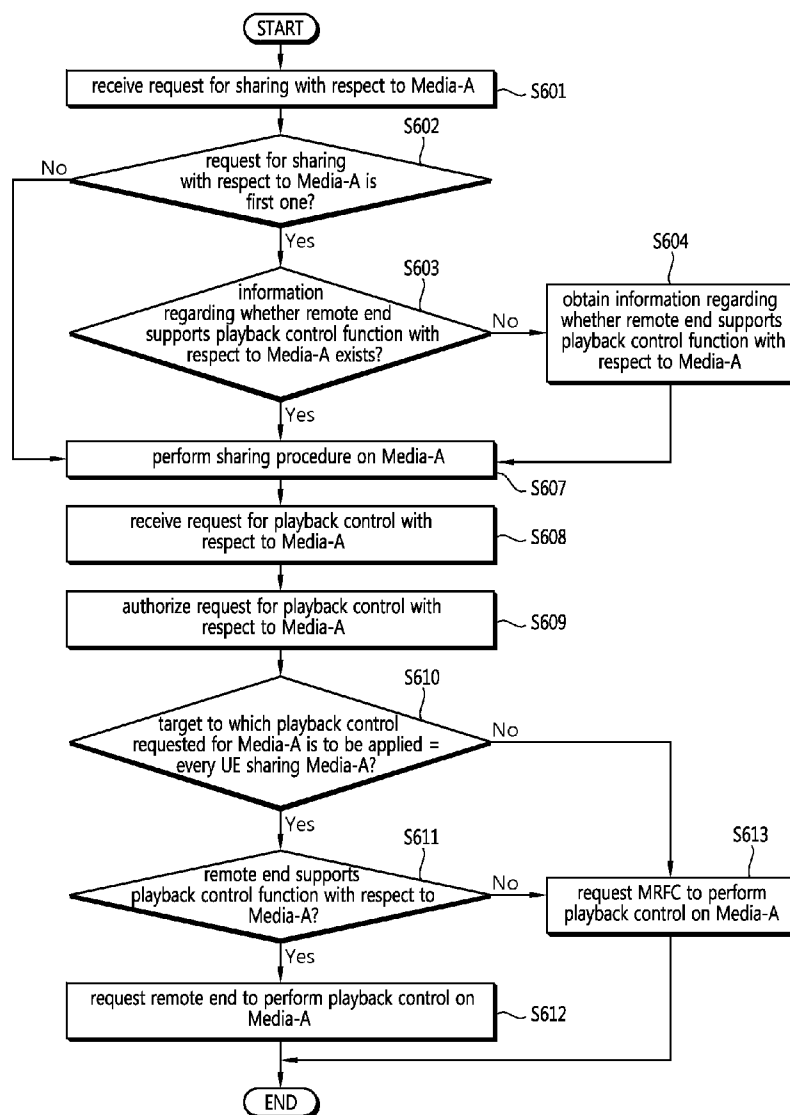 START
receive request for sharing with respect to Media-A
S601
S602
No
request for sharing
with respect to Media-A is
first one?
Yes
S603
information
regarding whether remote end
supports playback control function with
respect to Media-A exists?
No
S604
obtain information regarding
whether remote end supports
playback control function with
respect to Media-A
Yes
perform sharing procedure on Media-A
S607
receive request for playback control with
respect to Media-A
S608
authorize request for playback control with
respect to Media-A
S609
S610
target to which playback control
requested for Media-A is to be applied =
every UE sharing Media-A?
No
Yes
S611
remote end supports
playback control function with respect to
Media-A?
No
S613
request MRFC to perform
playback control on Media-A
Yes
request remote end to perform playback control on
Media-A
S612
END